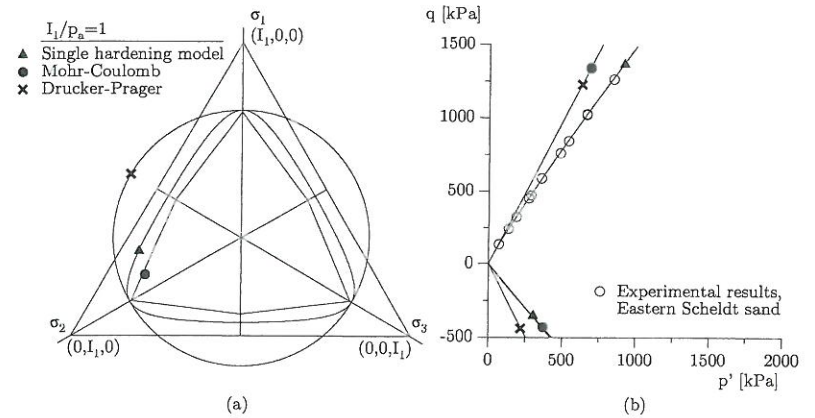 I₁/pₐ=1
Single hardening model
Mohr-Coulomb
Drucker-Prager
σ₁
(I₁,0,0)
σ₂
(0,I₁,0)
σ₃
(0,0,I₁)
(a)
q [kPa]
1500
1000
500
0
-500
0
500
1000
1500
2000
p' [kPa]
Experimental results,
Eastern Scheldt sand
(b)